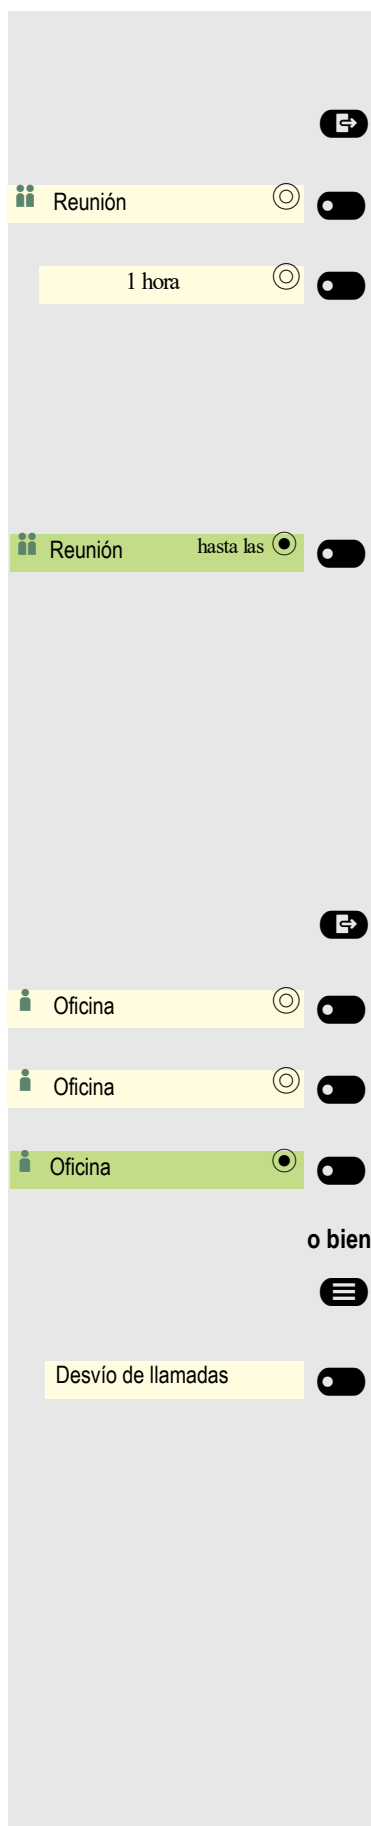 Reunión
1 hora
Reunión hasta las
Oficina
Oficina
Oficina
o bien
Desvío de llamadas